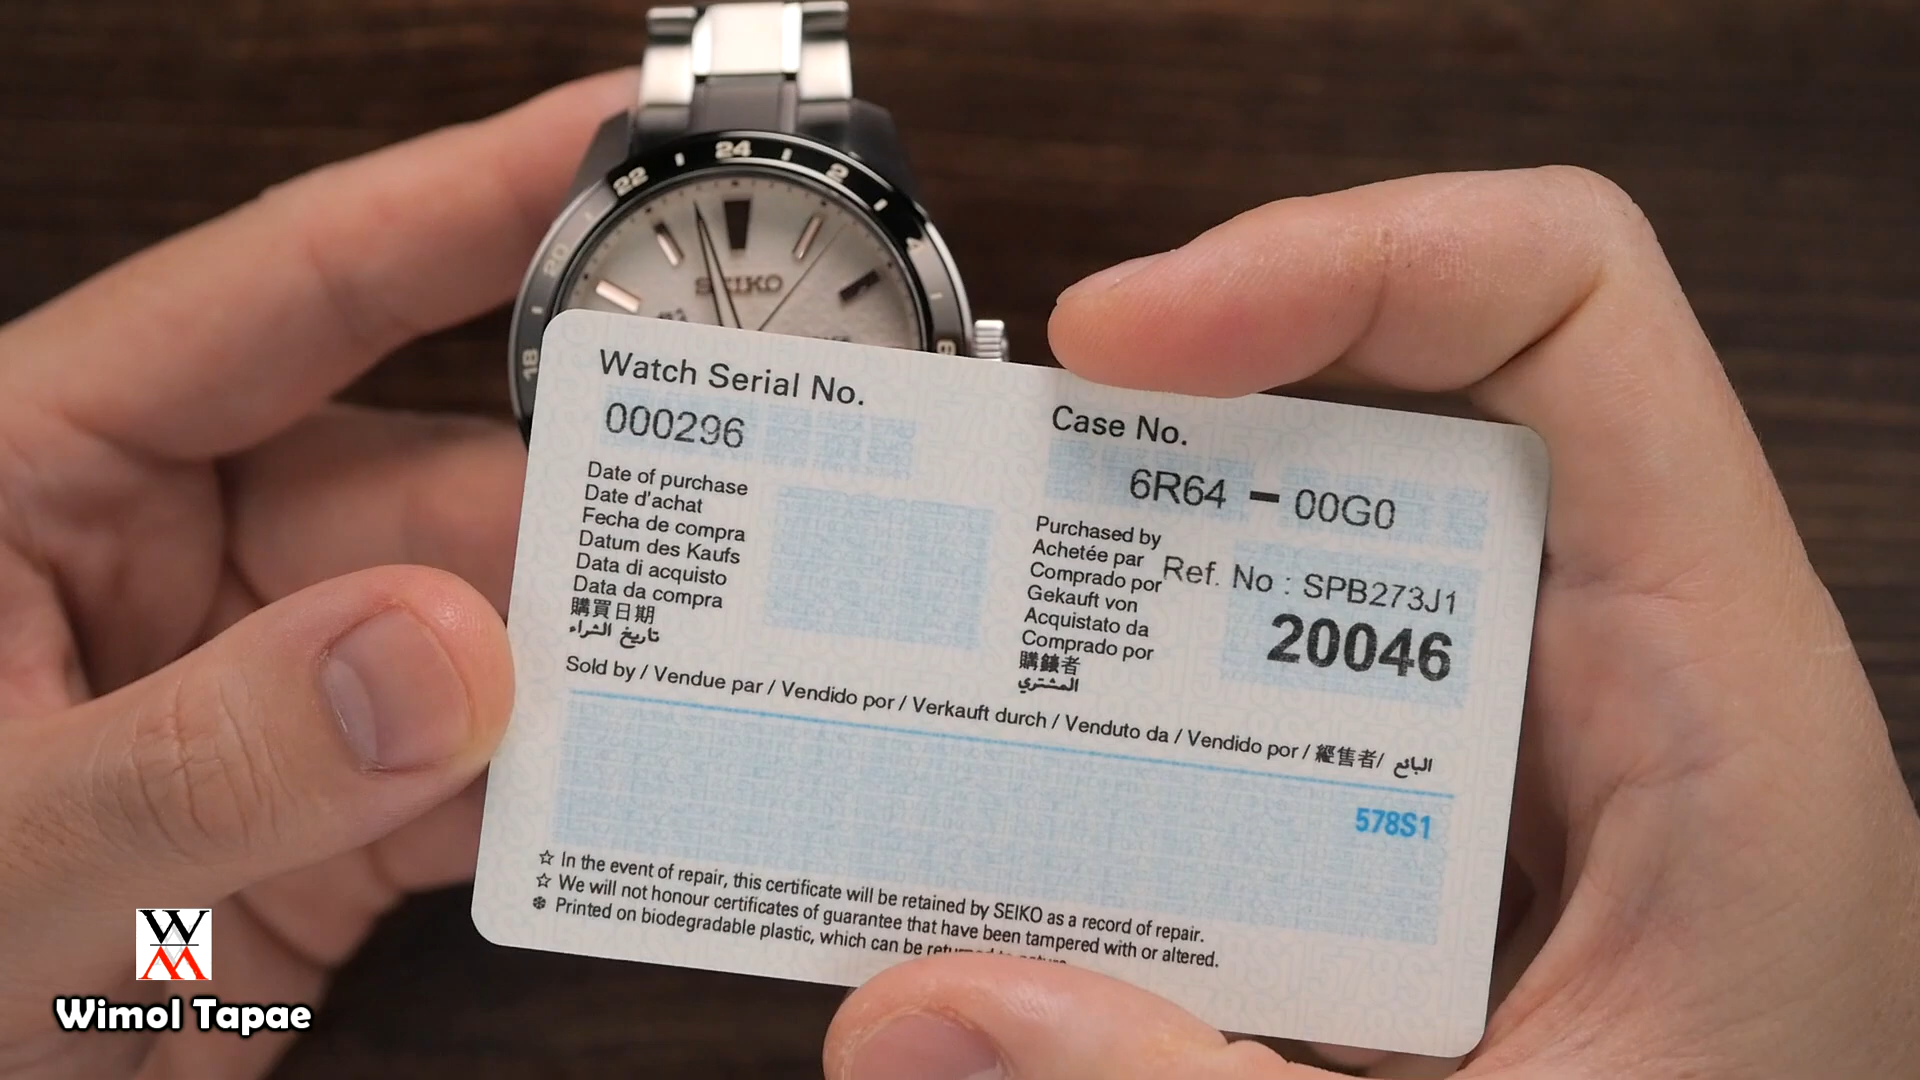 24
22
2
20
4
18
SEIKO
Watch Serial No.
000296
Case No.
6R64 – 00G0
Date of purchase
Date d'achat
Fecha de compra
Datum des Kaufs
Data di acquisto
Data da compra
購買日期
تاريخ الشراء
Purchased by
Achetée par
Comprado por
Gekauft von
Acquistato da
Comprado por
購錶者
المشتري
Ref. No : SPB273J1
20046
Sold by / Vendue par / Vendido por / Verkauft durch / Venduto da / Vendido por / 經售者/ البائع
578S1
☆ In the event of repair, this certificate will be retained by SEIKO as a record of repair.
☆ We will not honour certificates of guarantee that have been tampered with or altered.
❄ Printed on biodegradable plastic, which can be
Wimol Tapae